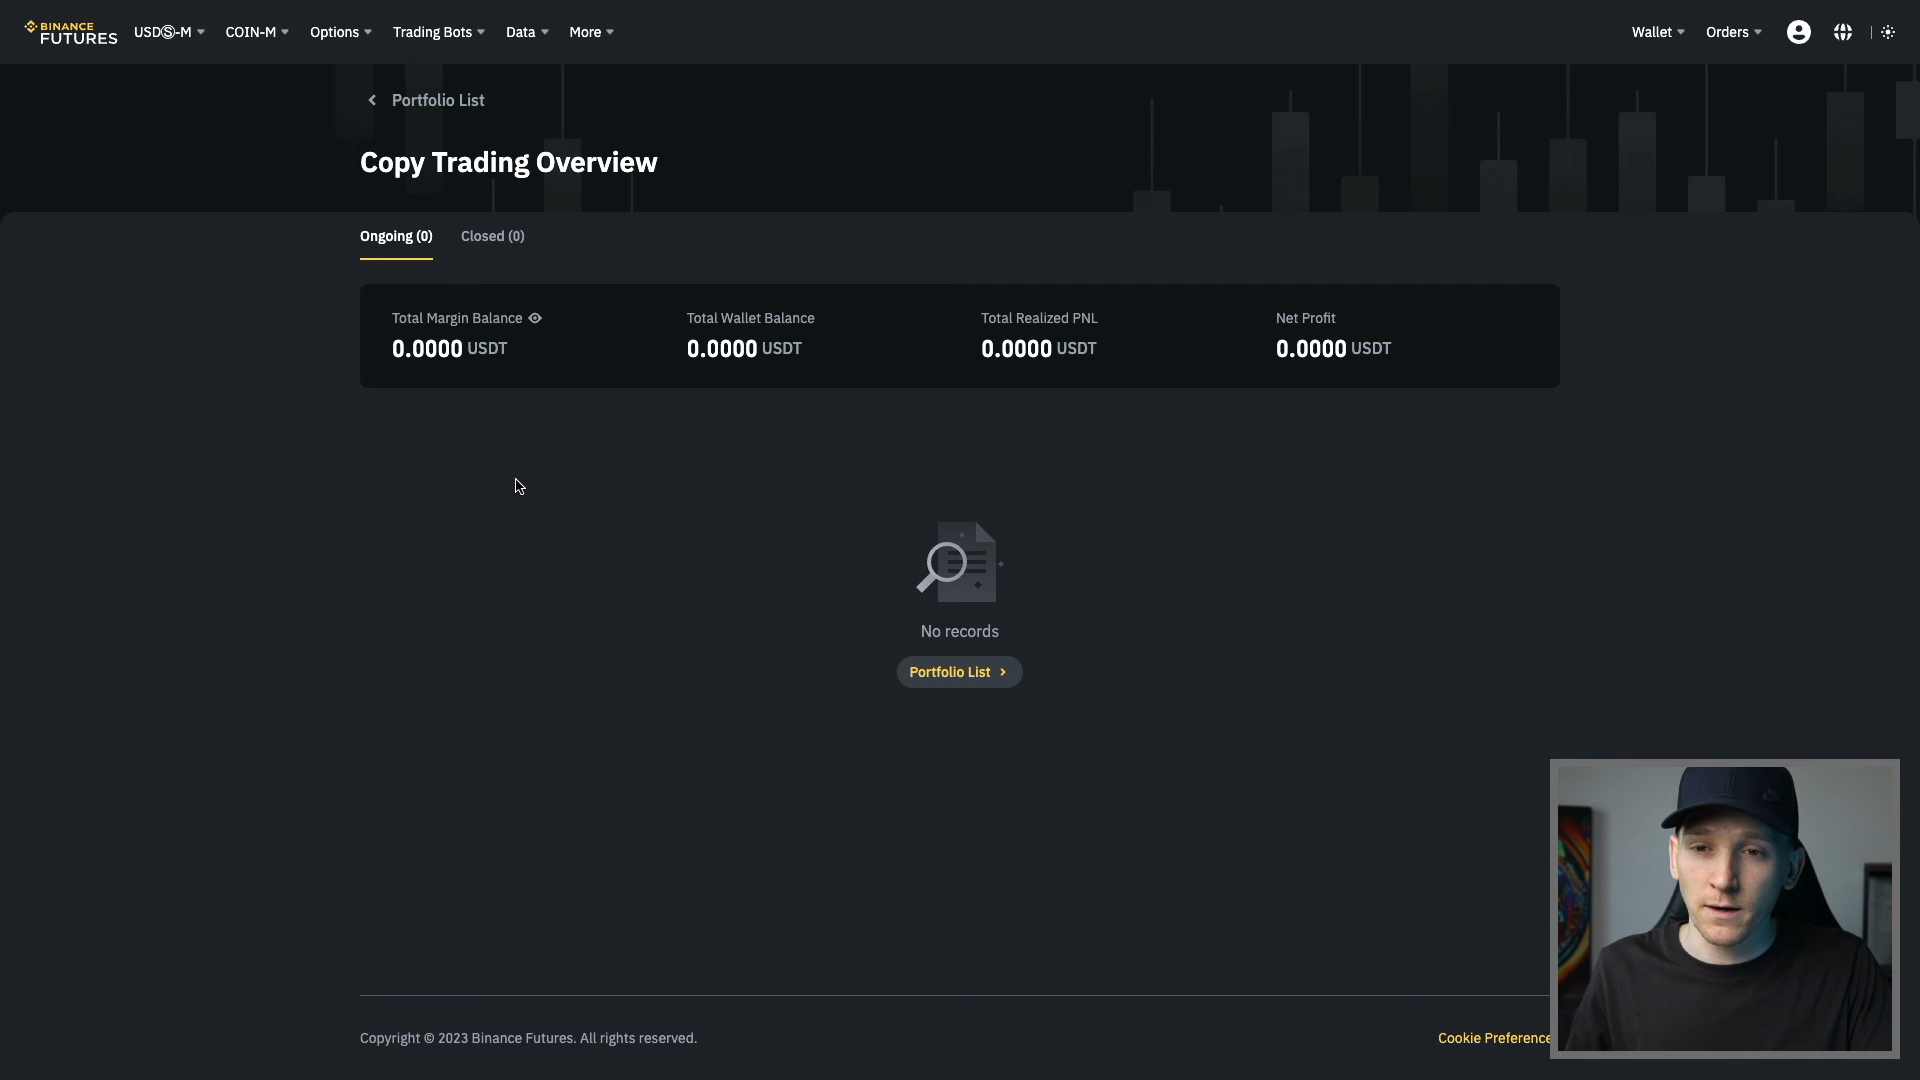 BINANCE
FUTURES
USDⓈ-M
COIN-M
Options
Trading Bots
Data
More
Wallet
Orders
Portfolio List
Copy Trading Overview
Ongoing (0)
Closed (0)
Total Margin Balance
0.0000 USDT
Total Wallet Balance
0.0000 USDT
Total Realized PNL
0.0000 USDT
Net Profit
0.0000 USDT
No records
Portfolio List
Copyright © 2023 Binance Futures. All rights reserved.
Cookie Preference